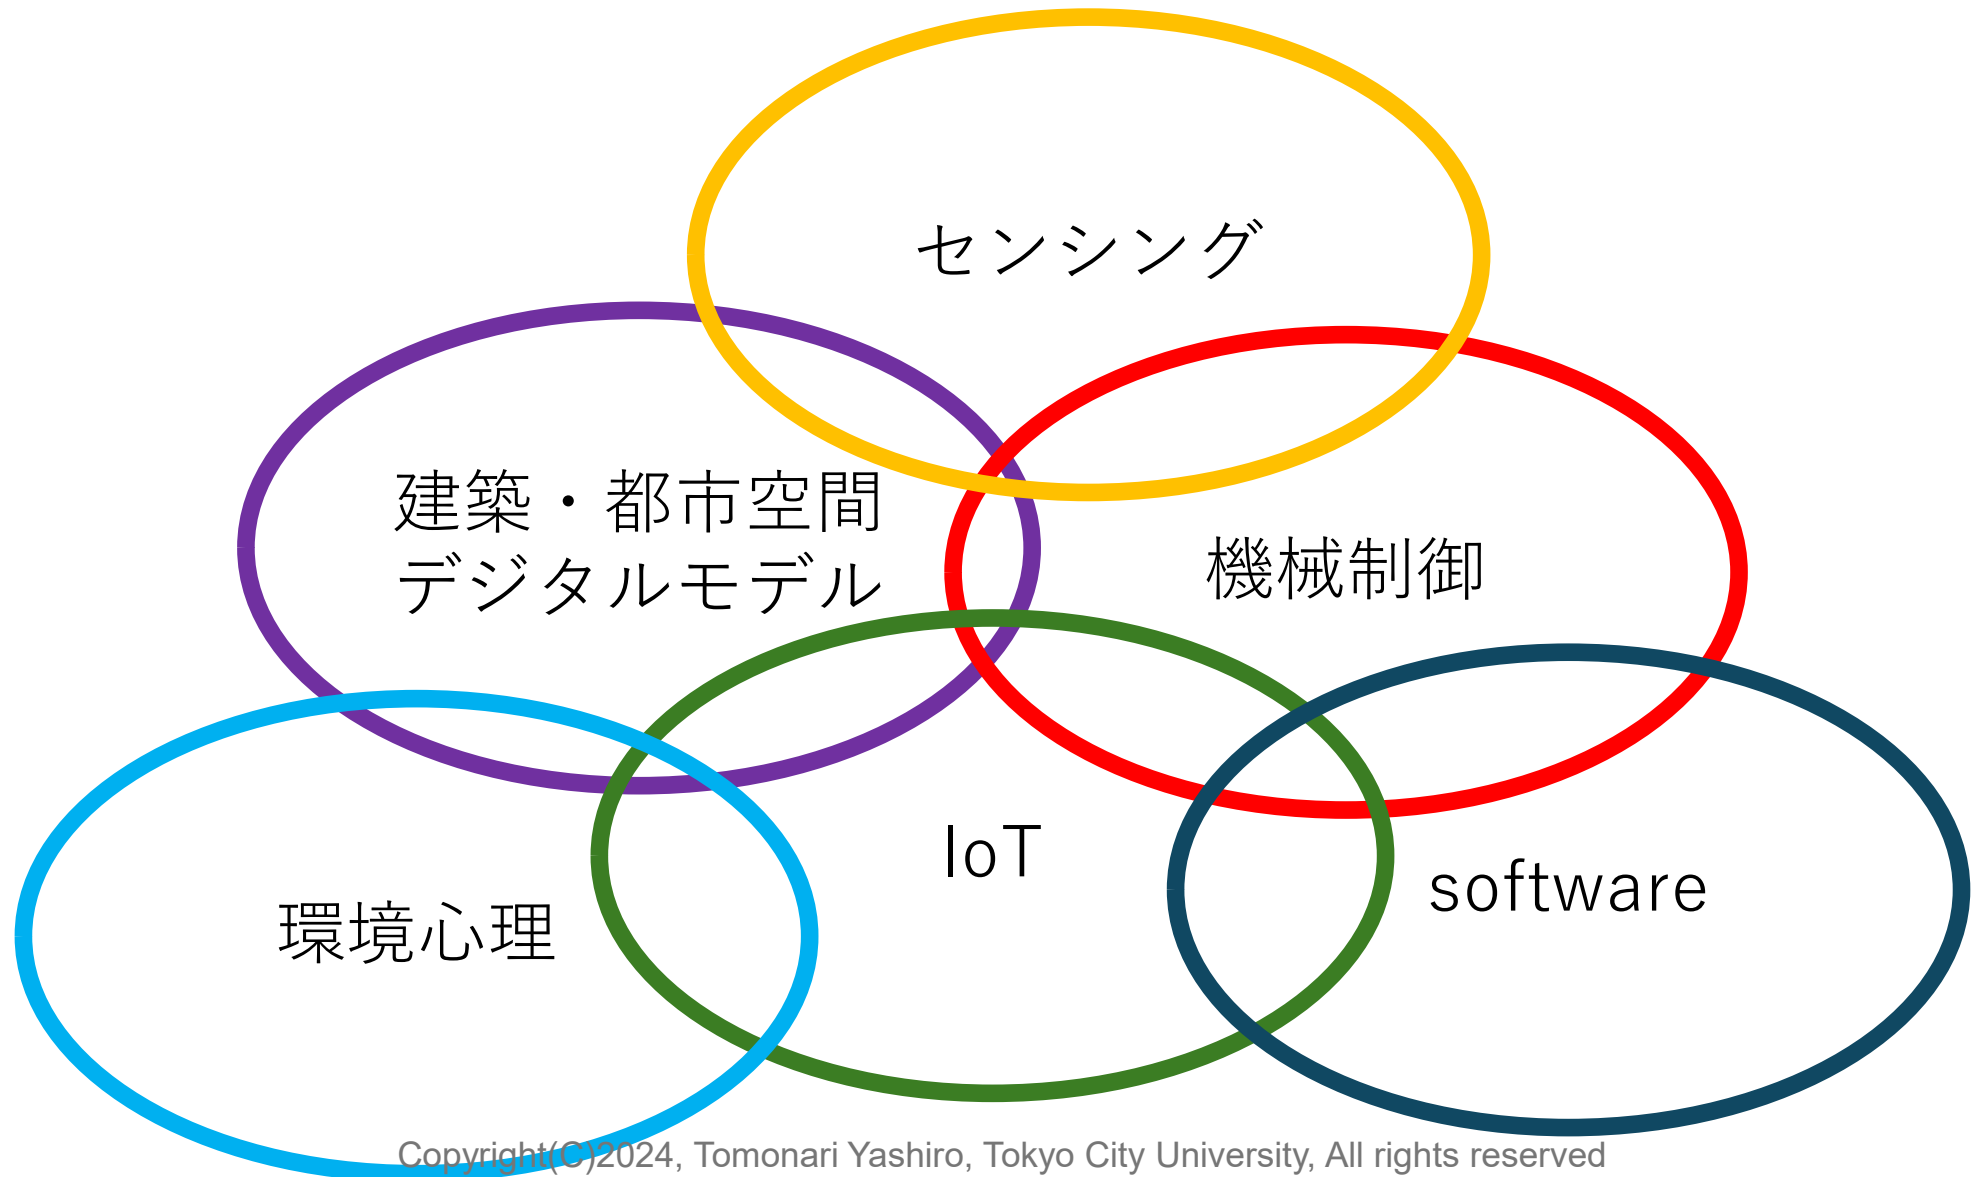 センシング
建築・都市空間
デジタルモデル
機械制御
IoT
software
環境心理
Copyright(C)2024, Tomonari Yashiro, Tokyo City University, All rights reserved